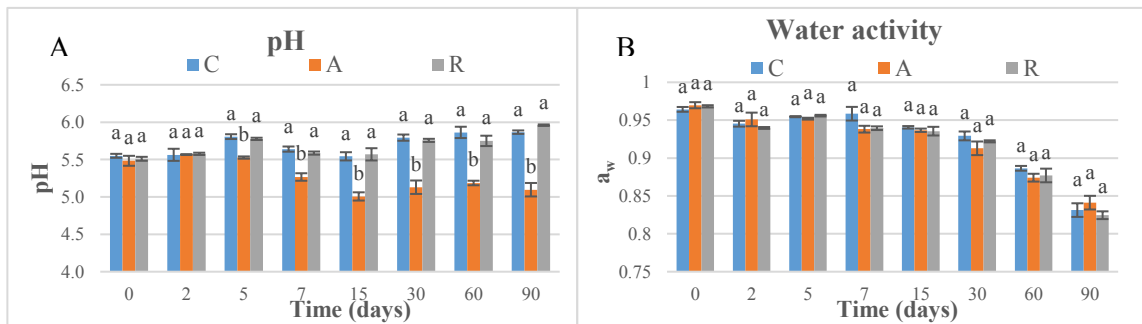 A
pH
C A R
6.5
6.0
5.5
5.0
4.5
4.0
pH
a a a
a a a
a b a
a b a
a b a
a b a
a b a
a b a
0 2 5 7 15 30 60 90
Time (days)
B
Water activity
C A R
1
0.95
0.9
0.85
0.8
0.75
aw
a a a
a a a
a a a
a a a
a a a
a a a
a a a
a a a
0 2 5 7 15 30 60 90
Time (days)